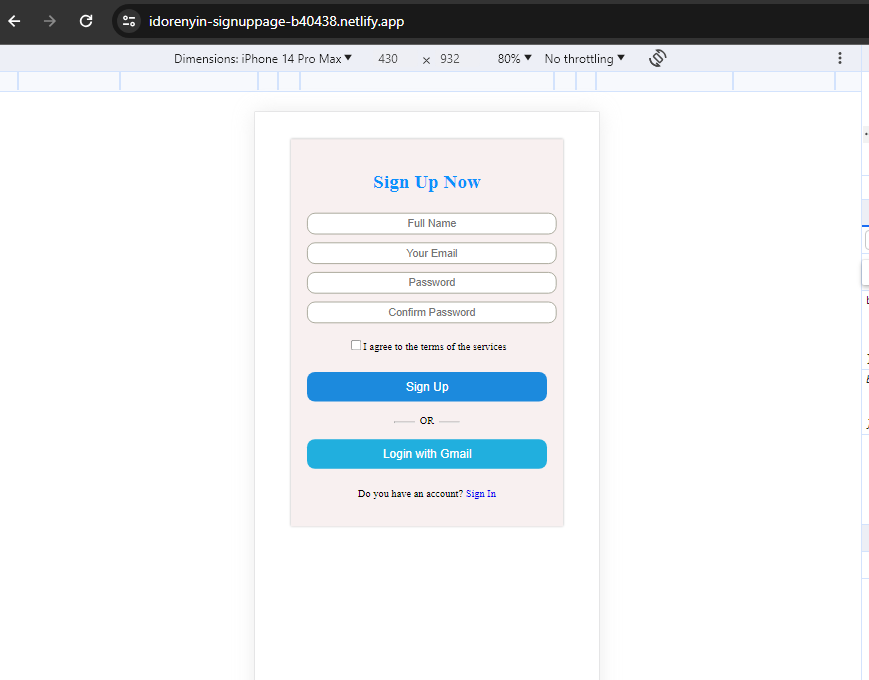 idorenyin-signuppage-b40438.netlify.app
Dimensions: iPhone 14 Pro Max 430 × 932 80% No throttling
Sign Up Now
Full Name
Your Email
Password
Confirm Password
I agree to the terms of the services
Sign Up
OR
Login with Gmail
Do you have an account? Sign In